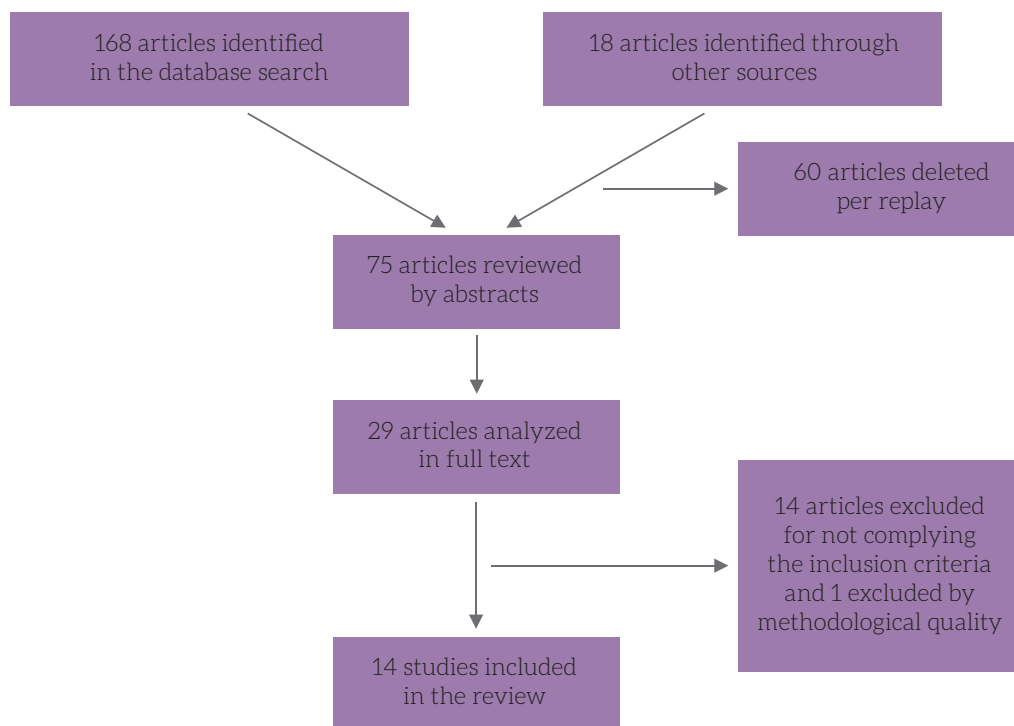 168 articles identified
in the database search
18 articles identified through
other sources
60 articles deleted
per replay
75 articles reviewed
by abstracts
29 articles analyzed
in full text
14 articles excluded
for not complying
the inclusion criteria
and 1 excluded by
methodological quality
14 studies included
in the review